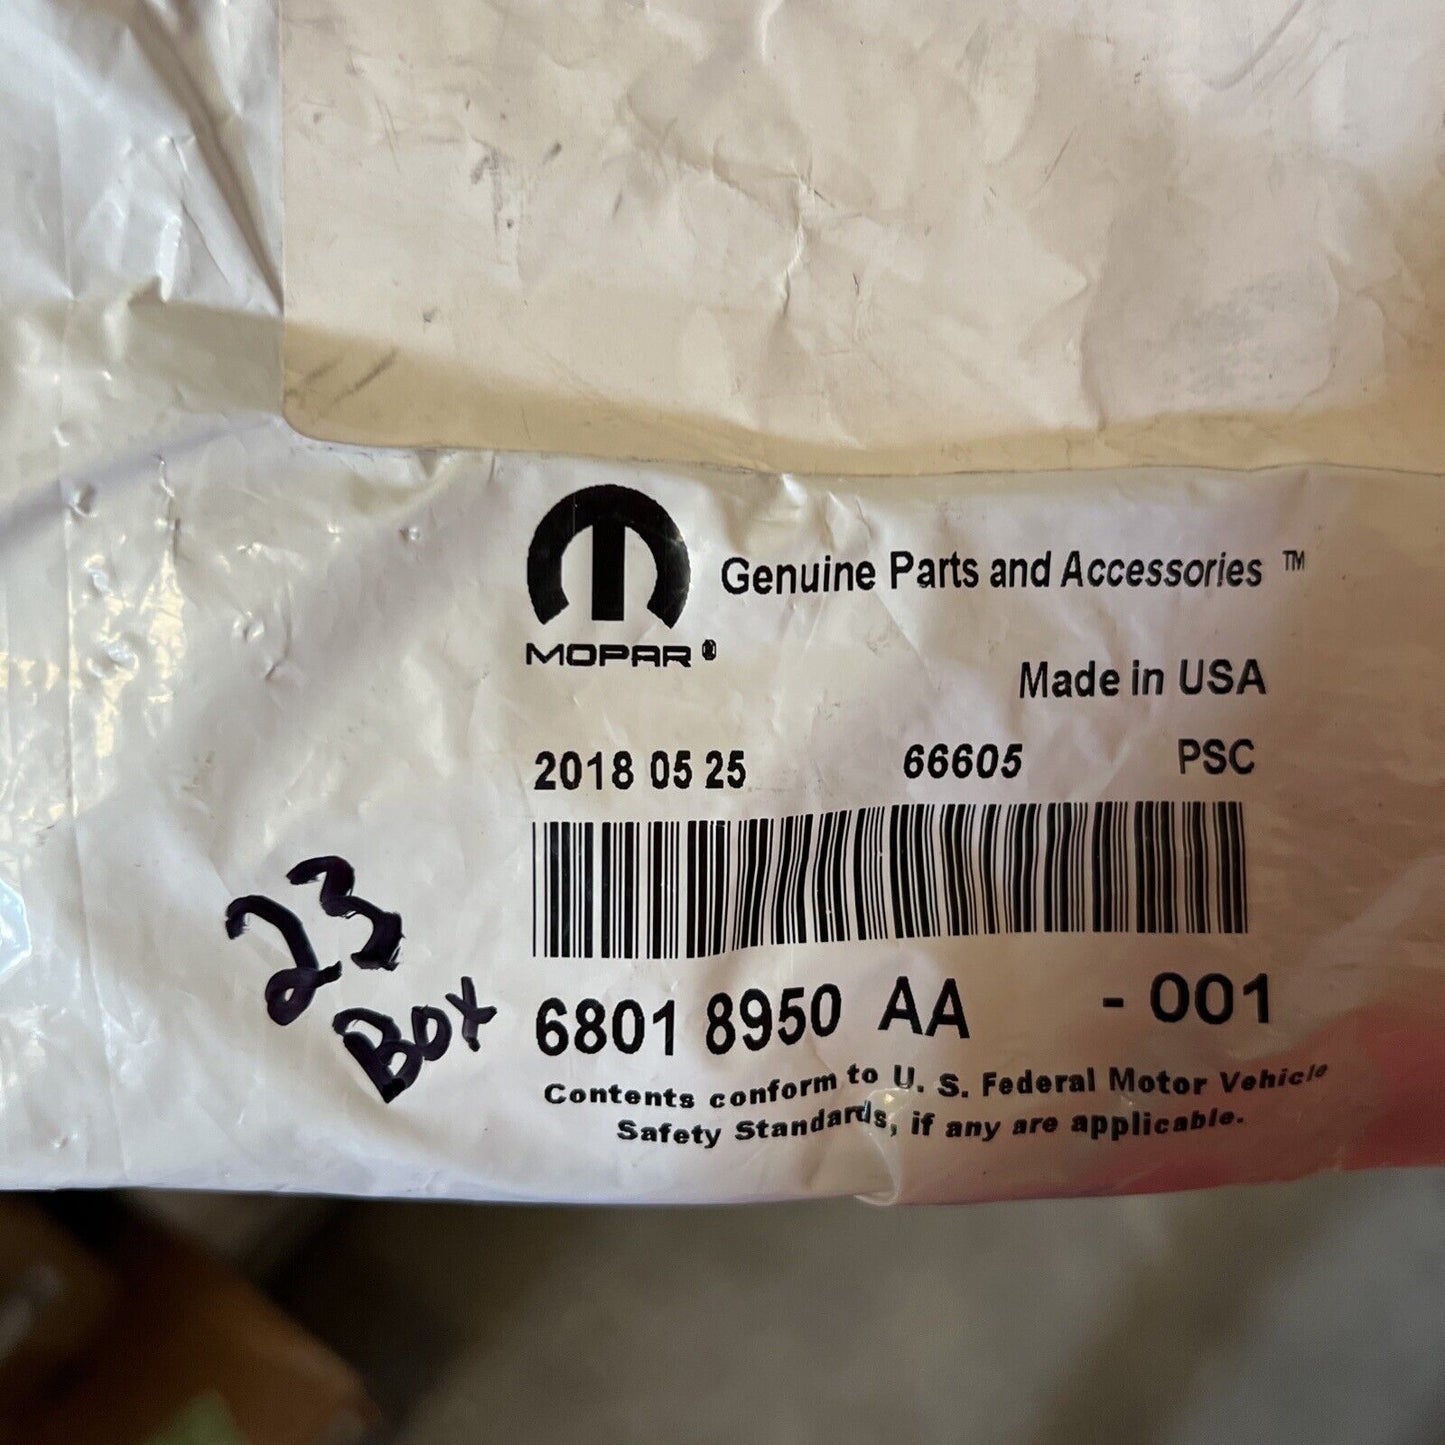 MOPAR®
Genuine Parts and Accessories ™
Made in USA
2018 05 25 66605 PSC
6801 8950 AA - 001
Contents conform to U. S. Federal Motor Vehicle
Safety Standards, if any are applicable.
23
Box